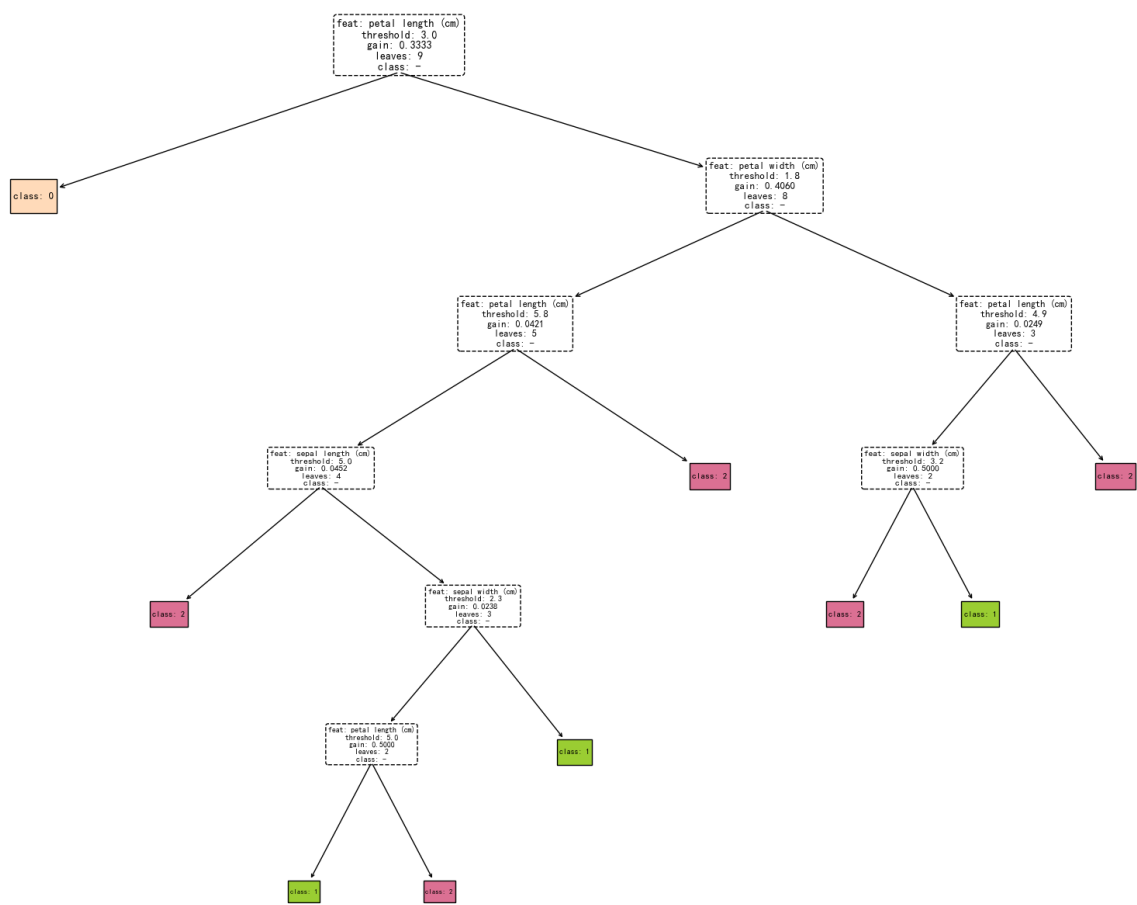 feat: petal length (cm)
threshold: 3.0
gain: 0.3333
leaves: 9
class: -
class: 0
feat: petal width (cm)
threshold: 1.8
gain: 0.4060
leaves: 8
class: -
feat: petal length (cm)
threshold: 5.8
gain: 0.0421
leaves: 5
class: -
feat: petal length (cm)
threshold: 4.9
gain: 0.0249
leaves: 3
class: -
feat: sepal length (cm)
threshold: 5.0
gain: 0.0452
leaves: 4
class: -
class: 2
feat: sepal width (cm)
threshold: 3.2
gain: 0.5000
leaves: 2
class: -
class: 2
class: 2
feat: sepal width (cm)
threshold: 2.3
gain: 0.0238
leaves: 3
class: -
class: 2
class: 1
feat: petal length (cm)
threshold: 5.0
gain: 0.5000
leaves: 2
class: -
class: 1
class: 1
class: 2